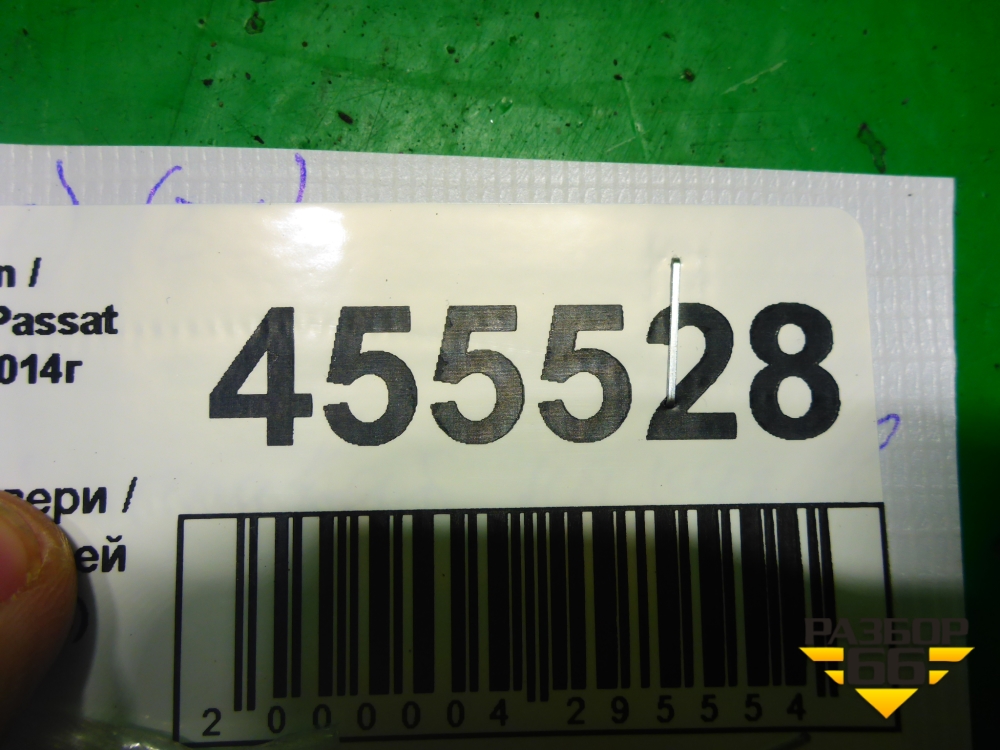 n /
Passat
014г
455528
вери /
ей
2 000004 295554
РАЗБОР
66